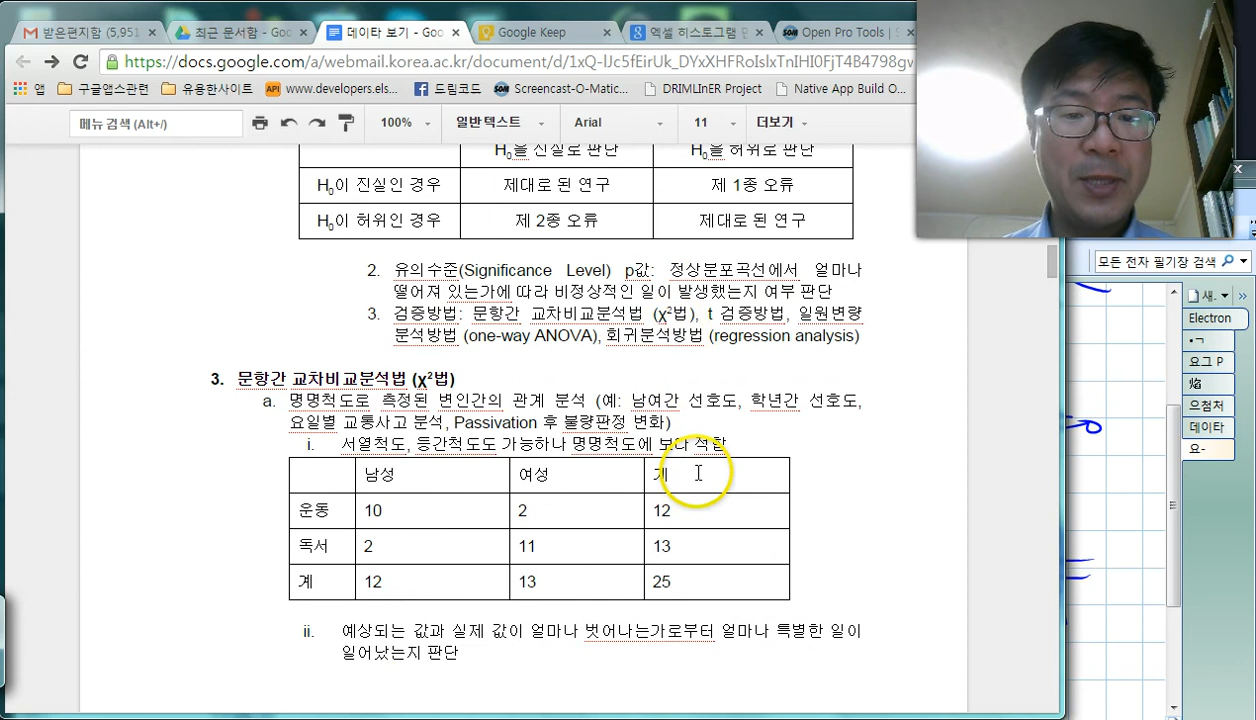 받은편지함 (5,951
최근 문서함 - Goo
데이타 보기 - Goo
Google Keep
엑셀 히스토그램
Open Pro Tools | S
https://docs.google.com/a/webmail.korea.ac.kr/document/d/1xQ-IJc5fEirUk_DYxXHFRoIslxTnIHI0FjT4B4798gv
앱
구글앱스관련
유용한사이트
www.developers.els...
드림코드
Screencast-O-Matic...
DRIMLInER Project
Native App Build O...
메뉴 검색 (Alt+/)
100%
일반 텍스트
Arial
11
더보기
H0을 진실로 판단
H0을 허위로 판단
H0이 진실인 경우
제대로 된 연구
제 1종 오류
H0이 허위인 경우
제 2종 오류
제대로 된 연구
2. 유의수준(Significance Level) p값: 정상분포곡선에서 얼마나
떨어져 있는가에 따라 비정상적인 일이 발생했는지 여부 판단
3. 검증방법: 문항간 교차비교분석법 (χ²법), t 검증방법, 일원변량
분석방법 (one-way ANOVA), 회귀분석방법 (regression analysis)
3. 문항간 교차비교분석법 (χ²법)
a. 명명척도로 측정된 변인간의 관계 분석 (예: 남여간 선호도, 학년간 선호도,
요일별 교통사고 분석, Passivation 후 불량판정 변화)
i. 서열척도, 등간척도도 가능하나 명명척도에 보다 적합
남성
여성
계
운동
10
2
12
독서
2
11
13
계
12
13
25
ii. 예상되는 값과 실제 값이 얼마나 벗어나는가로부터 얼마나 특별한 일이
일어났는지 판단
모든 전자 필기장 검색
새.
Electron
요그 P
焰
으첨처
데이타
요-